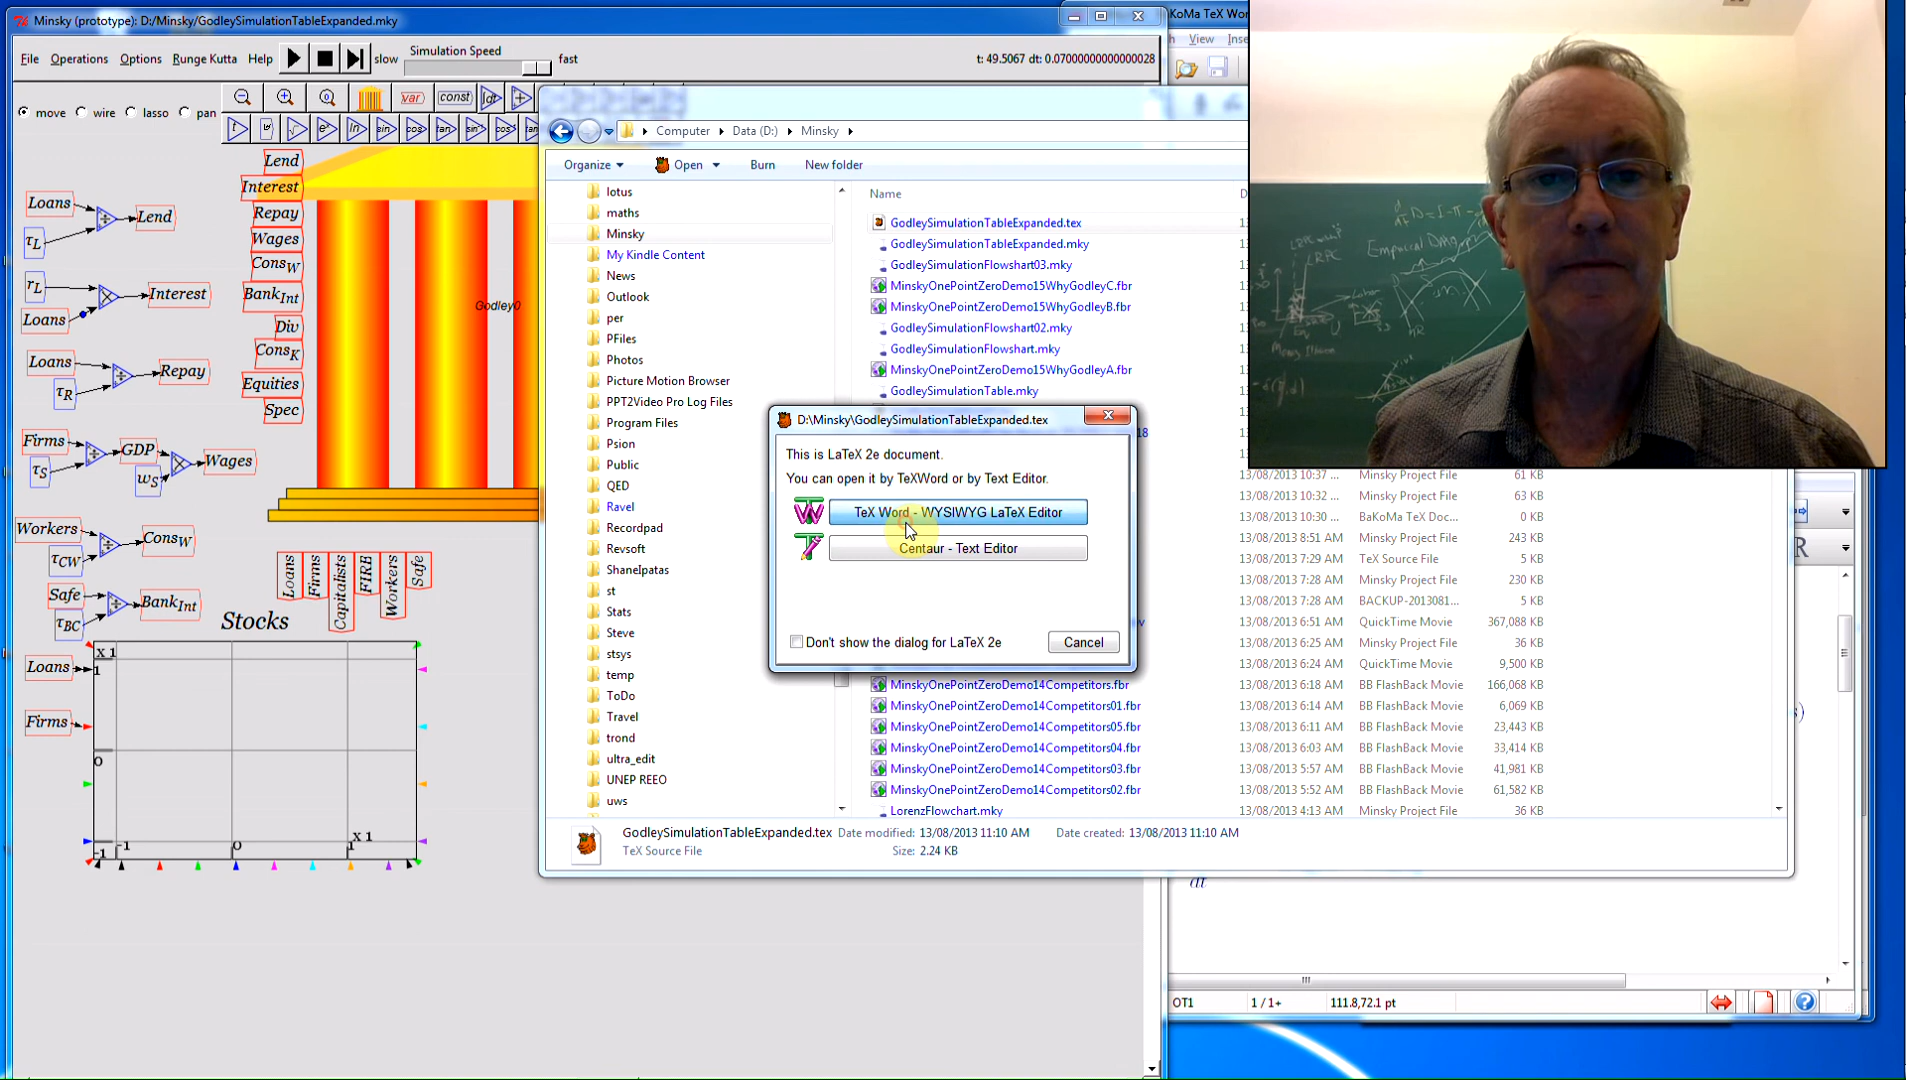 Minsky (prototype): D:/Minsky/GodleySimulationTableExpanded.mky
File Operations Options Runge Kutta Help
slow Simulation Speed fast
t: 49.5067 dt: 0.07000000000000028
KoMa TeX Wor
View Inse
move wire lasso pan
var const
Computer Data (D:) Minsky
Organize Open Burn New folder
Lend
Interest
Repay
Wages
ConsW
BankInt
Div
ConsK
Equities
Spec
Loans
Lend
τL
rL
Interest
Loans
Loans
Repay
τR
Firms
GDP
τS
wS
Wages
Workers
ConsW
τCW
Safe
BankInt
τBC
Godley0
Loans Firms Capitalists FIRE Workers Safe
Stocks
X 1
1
0
-1
-1 0 1 X 1
Loans
Firms
lotus
maths
Minsky
My Kindle Content
News
Outlook
per
PFiles
Photos
Picture Motion Browser
PPT2Video Pro Log Files
Program Files
Psion
Public
QED
Ravel
Recordpad
Revsoft
ShaneIpatas
st
Stats
Steve
stsys
temp
ToDo
Travel
trond
ultra_edit
UNEP REEO
uws
Name
GodleySimulationTableExpanded.tex
GodleySimulationTableExpanded.mky
GodleySimulationFlowshart03.mky
MinskyOnePointZeroDemo15WhyGodleyC.fbr
MinskyOnePointZeroDemo15WhyGodleyB.fbr
GodleySimulationFlowshart02.mky
GodleySimulationFlowshart.mky
MinskyOnePointZeroDemo15WhyGodleyA.fbr
GodleySimulationTable.mky
D:\Minsky\GodleySimulationTableExpanded.tex
This is LaTeX 2e document.
You can open it by TeXWord or by Text Editor.
TeX Word - WYSIWYG LaTeX Editor
Centaur - Text Editor
Don't show the dialog for LaTeX 2e
Cancel
13/08/2013 10:37 Minsky Project File 61 KB
13/08/2013 10:32 ... Minsky Project File 63 KB
13/08/2013 10:30 ... BaKoMa TeX Doc... 0 KB
13/08/2013 8:51 AM Minsky Project File 243 KB
13/08/2013 7:29 AM TeX Source File 5 KB
13/08/2013 7:28 AM Minsky Project File 230 KB
13/08/2013 7:28 AM BACKUP-2013081... 5 KB
13/08/2013 6:51 AM QuickTime Movie 367,088 KB
13/08/2013 6:25 AM Minsky Project File 36 KB
13/08/2013 6:24 AM QuickTime Movie 9,500 KB
MinskyOnePointZeroDemo14Competitors.fbr 13/08/2013 6:18 AM BB FlashBack Movie 166,068 KB
MinskyOnePointZeroDemo14Competitors01.fbr 13/08/2013 6:14 AM BB FlashBack Movie 6,069 KB
MinskyOnePointZeroDemo14Competitors05.fbr 13/08/2013 6:11 AM BB FlashBack Movie 23,443 KB
MinskyOnePointZeroDemo14Competitors04.fbr 13/08/2013 6:03 AM BB FlashBack Movie 33,414 KB
MinskyOnePointZeroDemo14Competitors03.fbr 13/08/2013 5:57 AM BB FlashBack Movie 41,981 KB
MinskyOnePointZeroDemo14Competitors02.fbr 13/08/2013 5:52 AM BB FlashBack Movie 61,582 KB
LorenzFlowchart.mky 13/08/2013 4:13 AM Minsky Project File 36 KB
GodleySimulationTableExpanded.tex Date modified: 13/08/2013 11:10 AM Date created: 13/08/2013 11:10 AM
TeX Source File Size: 2.24 KB
dt
OT1 1 / 1+ 111.8,72.1 pt